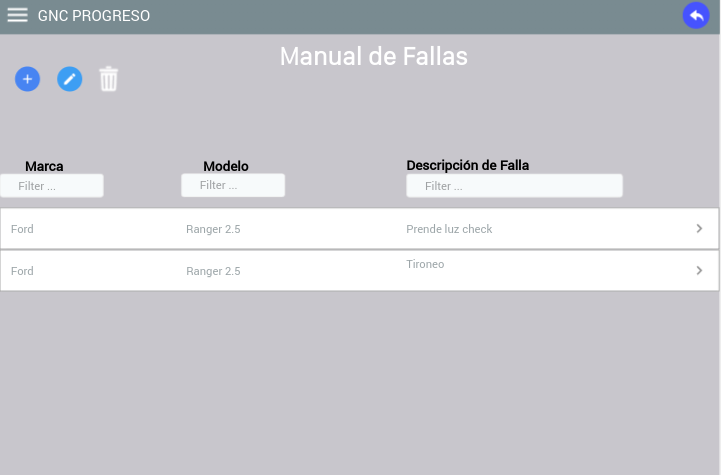 GNC PROGRESO
Manual de Fallas
Marca Modelo Descripción de Falla
Filter ... Filter ... Filter ...
Ford Ranger 2.5 Prende luz check
Ford Ranger 2.5 Tironeo